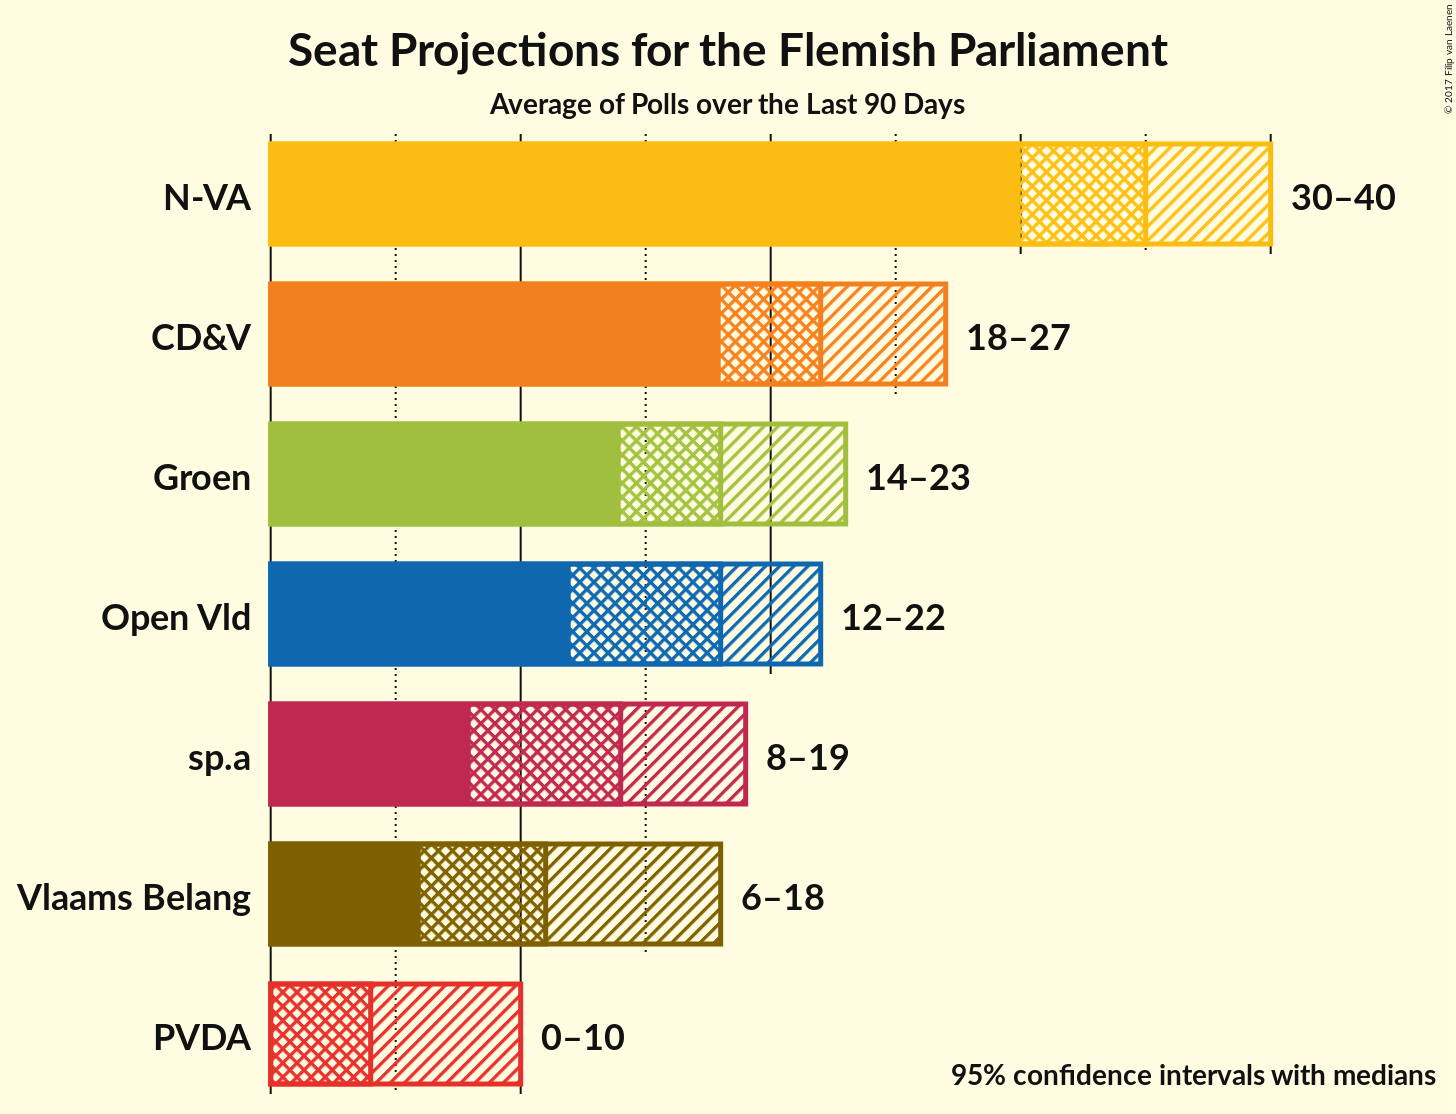 Seat Projections for the Flemish Parliament
Average of Polls over the Last 90 Days
© 2017 Filip van Laenen
N-VA
30–40
CD&V
18–27
Groen
14–23
Open Vld
12–22
sp.a
8–19
Vlaams Belang
6–18
PVDA
0–10
95% confidence intervals with medians